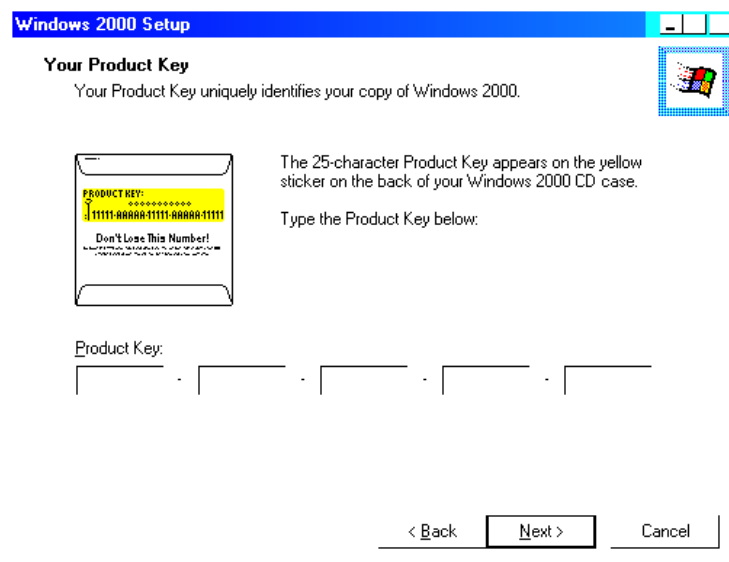 Windows 2000 Setup
Your Product Key
Your Product Key uniquely identifies your copy of Windows 2000.
The 25-character Product Key appears on the yellow
sticker on the back of your Windows 2000 CD case.
Type the Product Key below:
PRODUCT KEY:
11111-AAAAA-11111-AAAAA-11111
Don't Lose This Number!
Product Key:
- - - -
< Back
Next >
Cancel